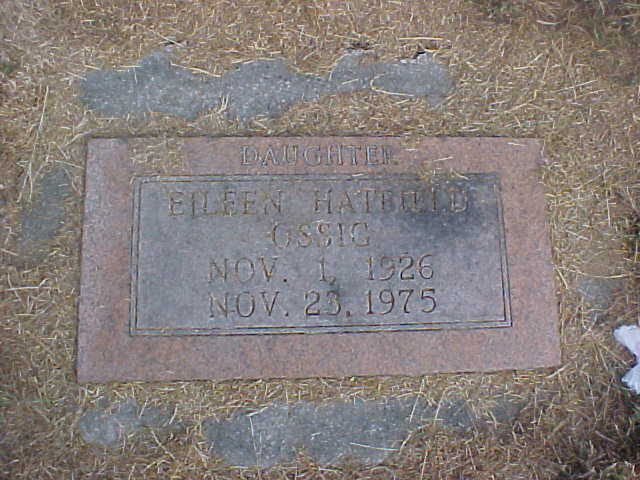 DAUGHTER
EILEEN HATFIELD
OSSIG
NOV. 1, 1926
NOV. 23, 1975